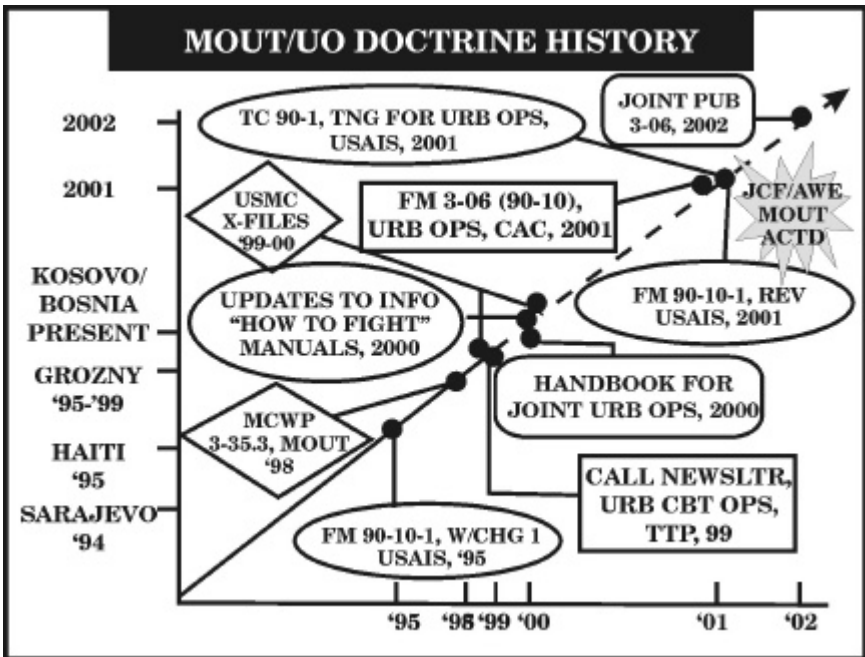 MOUT/UO DOCTRINE HISTORY
2002
2001
KOSOVO/
BOSNIA
PRESENT
GROZNY
‘95-’99
HAITI
‘95
SARAJEVO
‘94
TC 90-1, TNG FOR URB OPS,
USAIS, 2001
JOINT PUB
3-06, 2002
USMC
X-FILES
’99-00
FM 3-06 (90-10),
URB OPS, CAC, 2001
JCF/AWE
MOUT
ACTD
UPDATES TO INFO
“HOW TO FIGHT”
MANUALS, 2000
FM 90-10-1, REV
USAIS, 2001
HANDBOOK FOR
JOINT URB OPS, 2000
MCWP
3-35.3, MOUT
‘98
CALL NEWSLTR,
URB CBT OPS,
TTP, 99
FM 90-10-1, W/CHG 1
USAIS, ‘95
‘95 ‘98 ‘99 ‘00 ‘01 ‘02